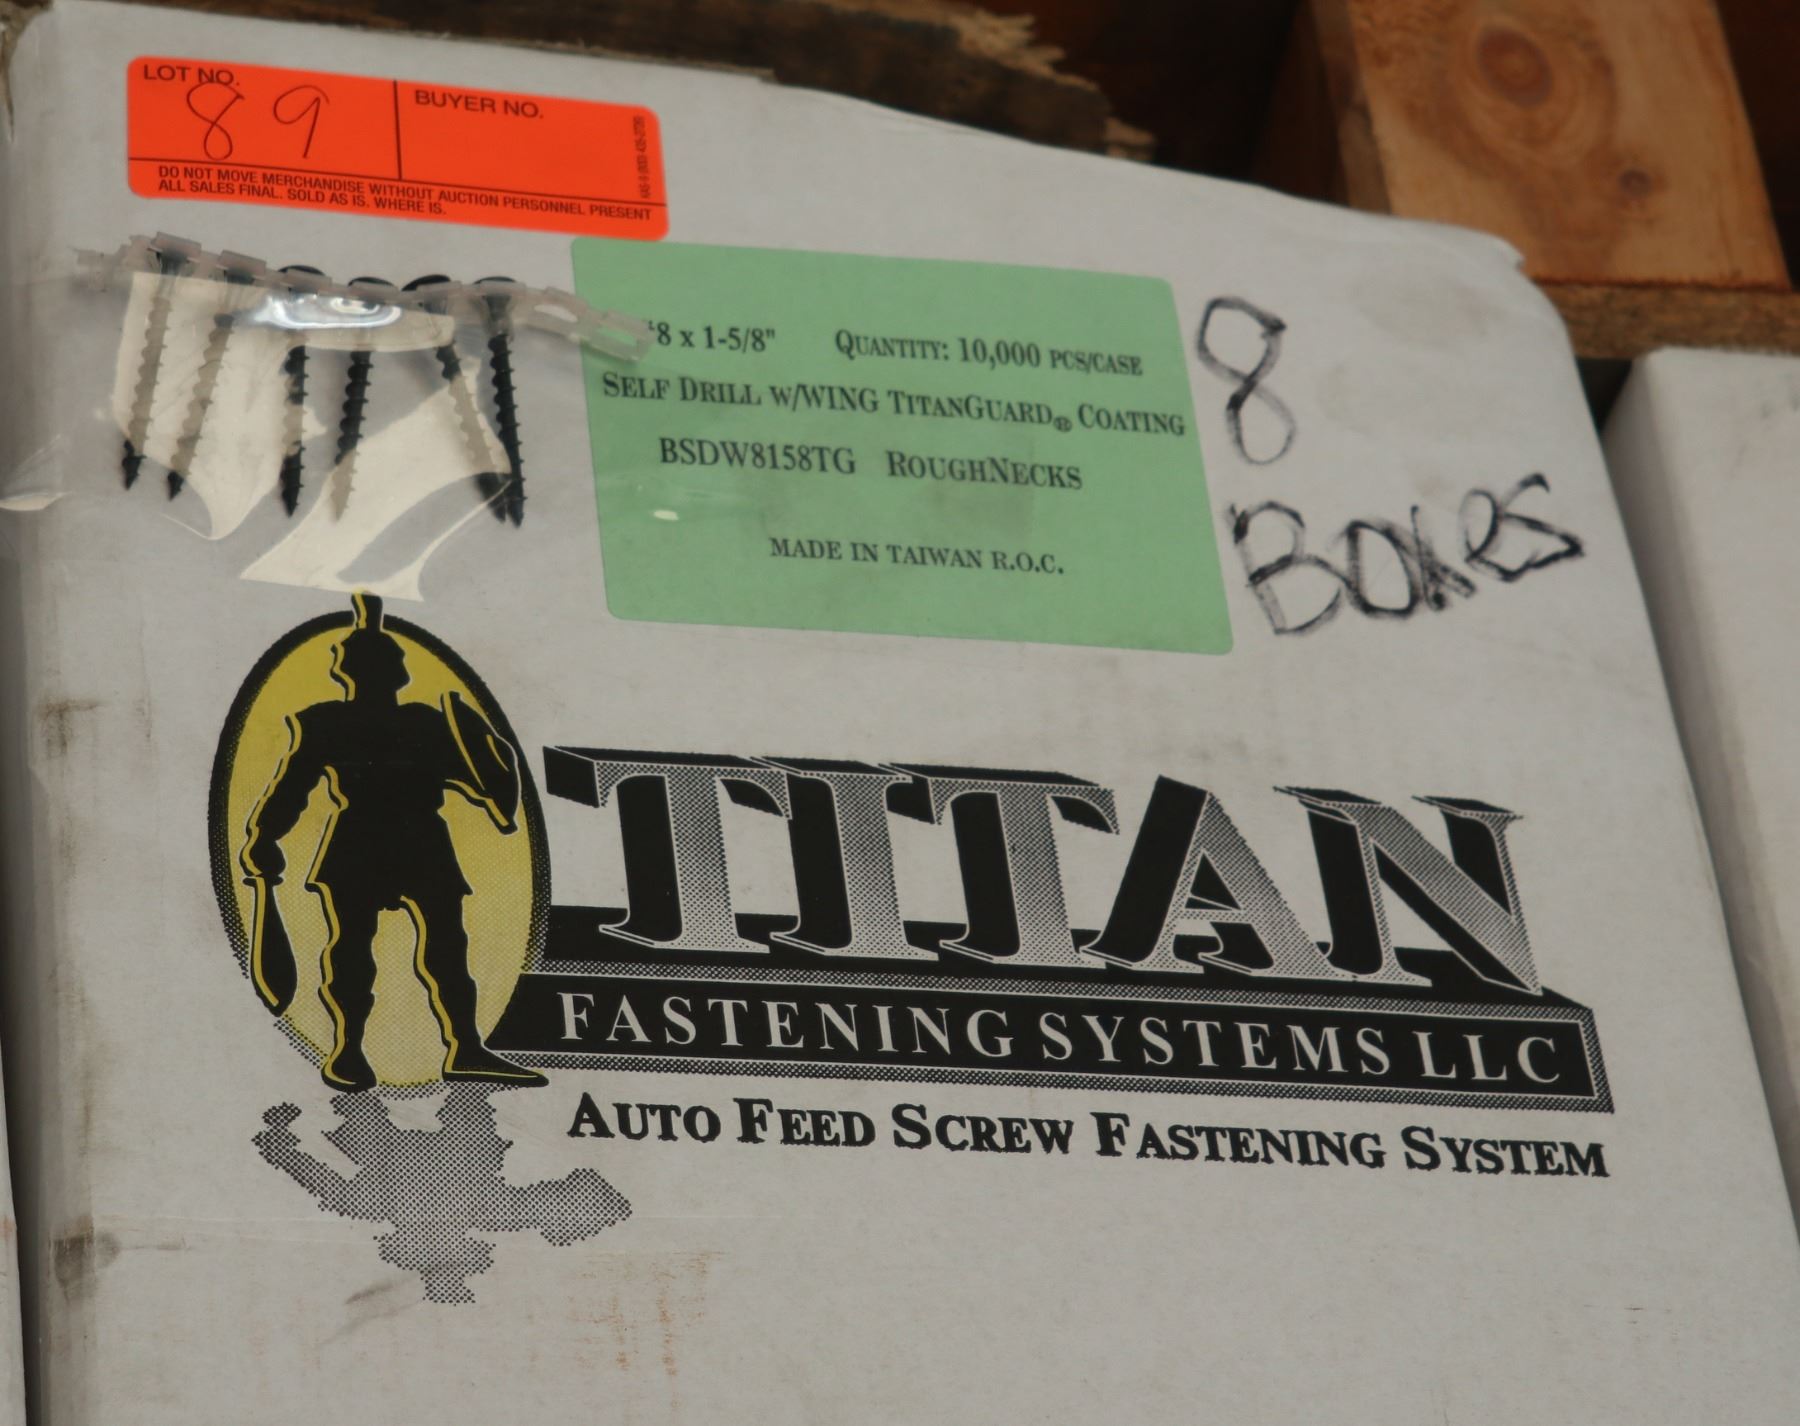 LOT NO.
89
BUYER NO.
DO NOT MOVE MERCHANDISE WITHOUT AUCTION PERSONNEL PRESENT
ALL SALES FINAL. SOLD AS IS. WHERE IS.
#8 x 1-5/8" QUANTITY: 10,000 PCS/CASE
SELF DRILL W/WING TITANGUARD® COATING
BSDW8158TG ROUGHNECKS
MADE IN TAIWAN R.O.C.
8
BOXES
TITAN
FASTENING SYSTEMS LLC
AUTO FEED SCREW FASTENING SYSTEM